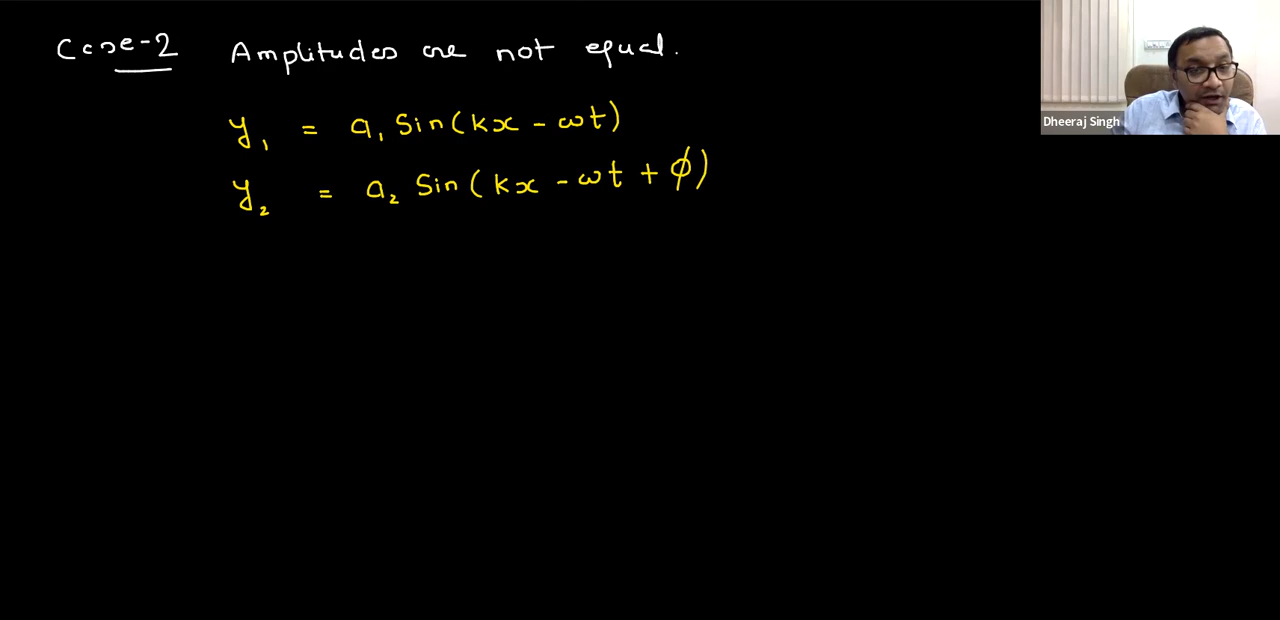 Case-2 Amplitudes are not equal.
y₁ = a₁ Sin(kx - ωt)
y₂ = a₂ Sin(kx - ωt + ϕ)
Dheeraj Singh